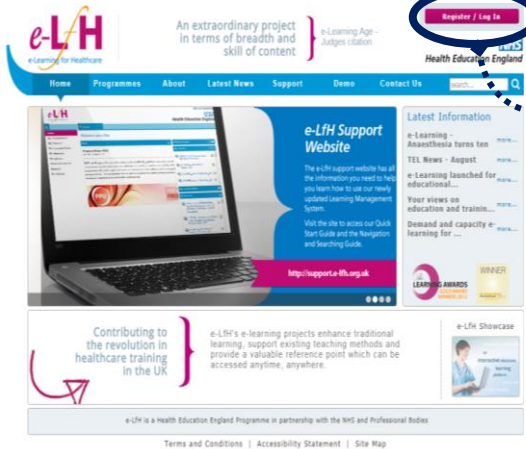 e-LfH
e-Learning for Healthcare
An extraordinary project
in terms of breadth and
skill of content
e-Learning Age -
Judges citation
Register / Log In
NHS
Health Education England
Home Programmes About Latest News Support Demo Contact Us search...
e-LfH Support
Website
The e-LfH support website has all
the information you need to help
you learn how to use our newly
updated Learning Management
System.
Visit the site to access our Quick
Start Guide and the Navigation
and Searching Guide.
http://support.e-lfh.org.uk
Latest Information
e-Learning -
Anaesthesia turns ten more...
TEL News - August more...
e-Learning launched for
educational... more...
Your views on
education and trainin... more...
Demand and capacity e-
learning for ... more...
LEARNING AWARDS
WINNER
Contributing to
the revolution in
healthcare training
in the UK
e-LfH's e-learning projects enhance traditional
learning, support existing teaching methods and
provide a valuable reference point which can be
accessed anytime, anywhere.
e-LfH Showcase
e-LfH is a Health Education England Programme in partnership with the NHS and Professional Bodies
Terms and Conditions | Accessibility Statement | Site Map